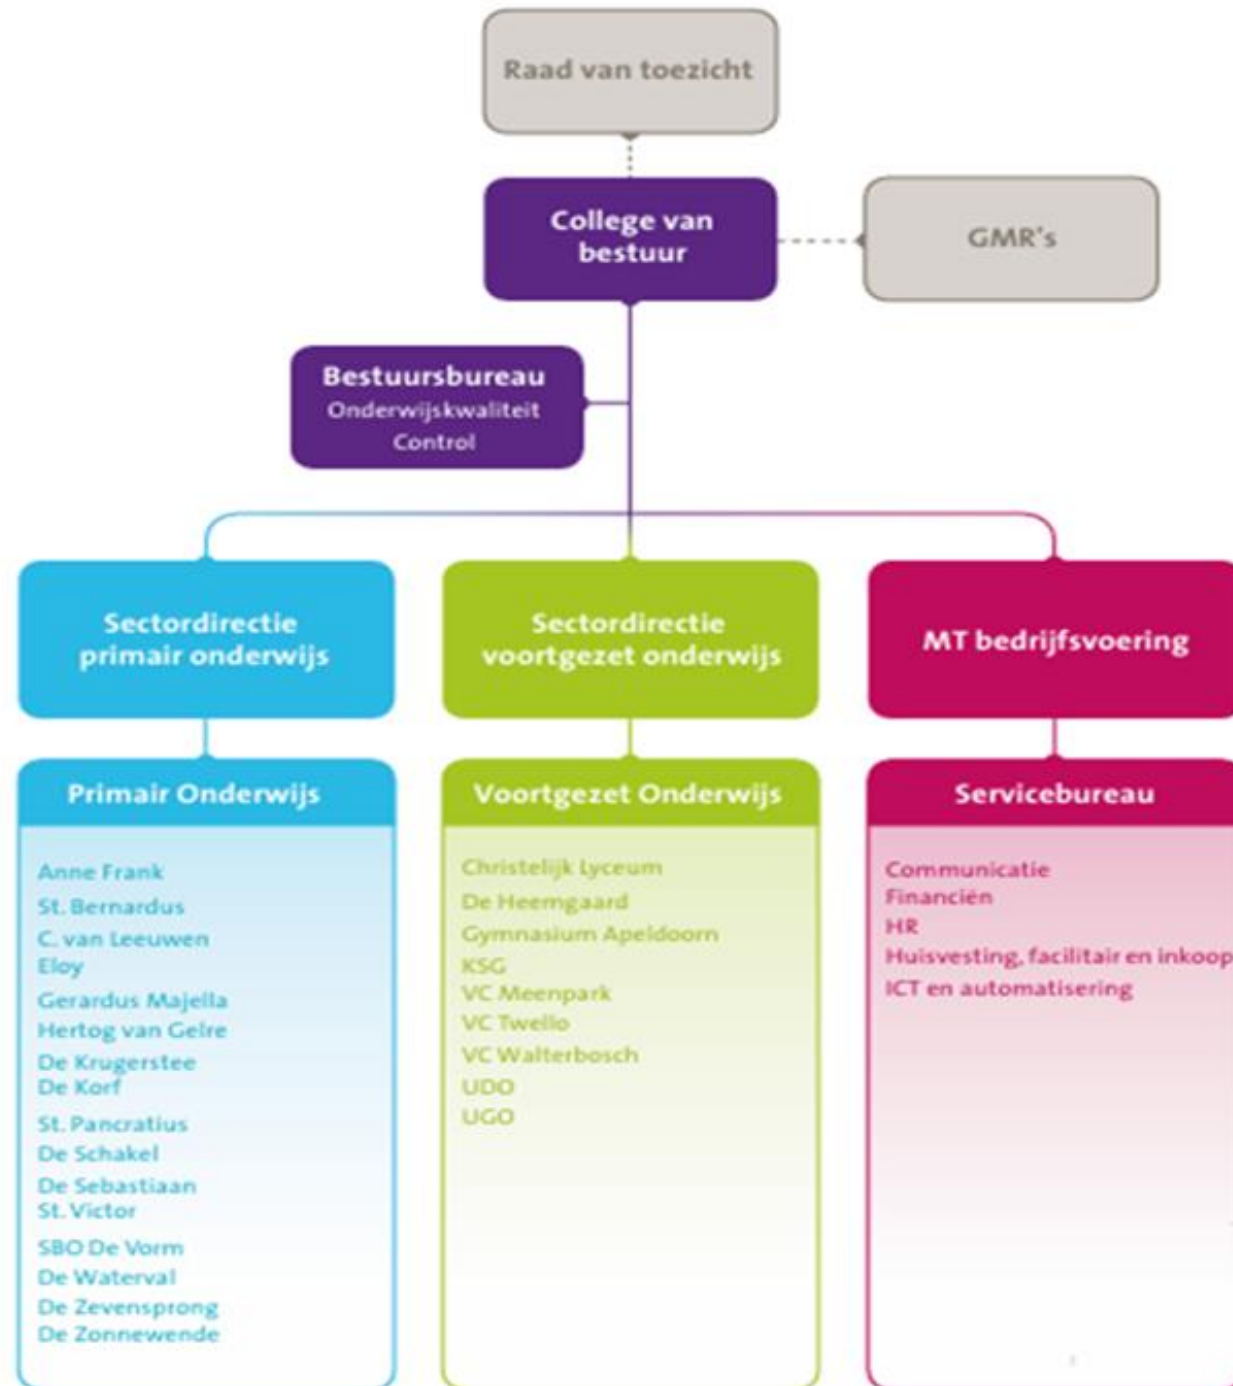 Raad van toezicht
College van
bestuur
GMR's
Bestuursbureau
Onderwijskwaliteit
Control
Sectordirectie
primair onderwijs
Sectordirectie
voortgezet onderwijs
MT bedrijfsvoering
Primair Onderwijs
Anne Frank
St. Bernardus
C. van Leeuwen
Eloy
Gerardus Majella
Hertog van Gelre
De Krugerstee
De Korf
St. Pancratius
De Schakel
De Sebastiaan
St. Victor
SBO De Vorm
De Waterval
De Zevensprong
De Zonnewende
Voortgezet Onderwijs
Christelijk Lyceum
De Heemgaard
Gymnasium Apeldoorn
KSG
VC Meenpark
VC Twello
VC Walterbosch
UDO
UGO
Servicebureau
Communicatie
Financiën
HR
Huisvesting, facilitair en inkoop
ICT en automatisering